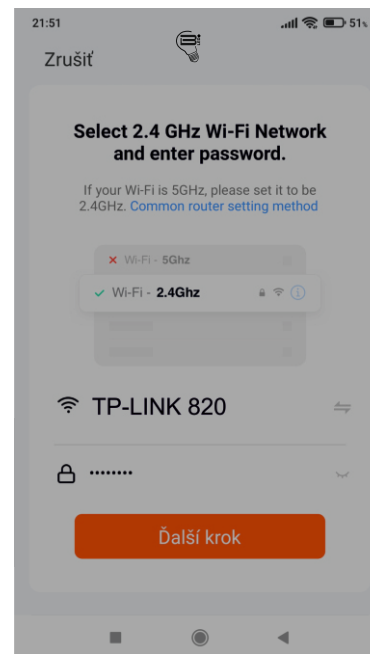 21:51
51%
Zrušiť
Select 2.4 GHz Wi-Fi Network
and enter password.
If your Wi-Fi is 5GHz, please set it to be
2.4GHz. Common router setting method
Wi-Fi - 5Ghz
Wi-Fi - 2.4Ghz
TP-LINK 820
••••••••
Ďalší krok